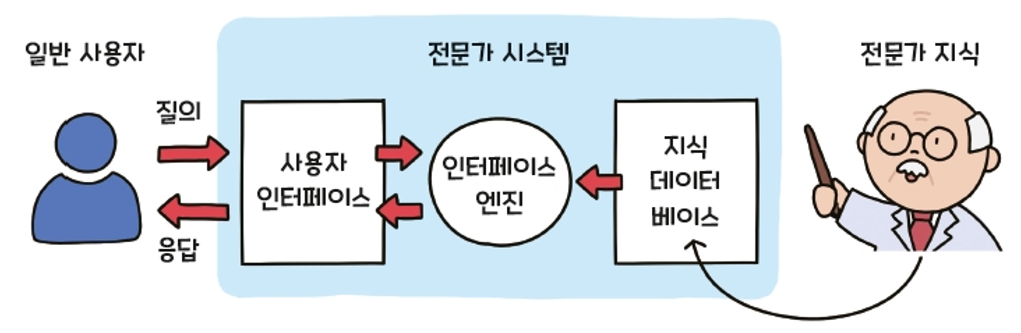 일반 사용자
전문가 시스템
전문가 지식
질의
응답
사용자
인터페이스
인터페이스
엔진
지식
데이터
베이스